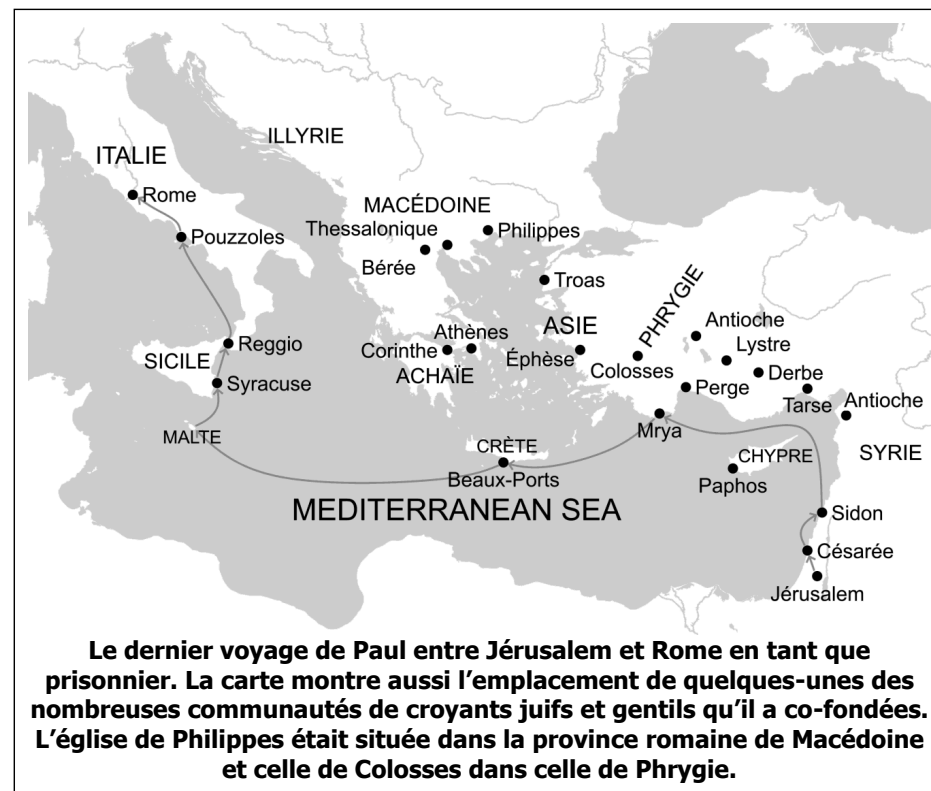 ILLYRIE
ITALIE
Rome
MACÉDOINE
Thessalonique
Philippes
Pouzzoles
Bérée
Troas
PHRYGIE
Antioche
ASIE
Athènes
Lystre
Reggio
Corinthe
SICILE
Éphèse
Colosses
Derbe
ACHAÏE
Syracuse
Perge
Tarse
Antioche
MALTE
Mrya
CRÈTE
CHYPRE
SYRIE
Beaux-Ports
Paphos
MEDITERRANEAN SEA
Sidon
Césarée
Jérusalem
Le dernier voyage de Paul entre Jérusalem et Rome en tant que
prisonnier. La carte montre aussi l’emplacement de quelques-unes des
nombreuses communautés de croyants juifs et gentils qu’il a co-fondées.
L’église de Philippes était située dans la province romaine de Macédoine
et celle de Colosses dans celle de Phrygie.